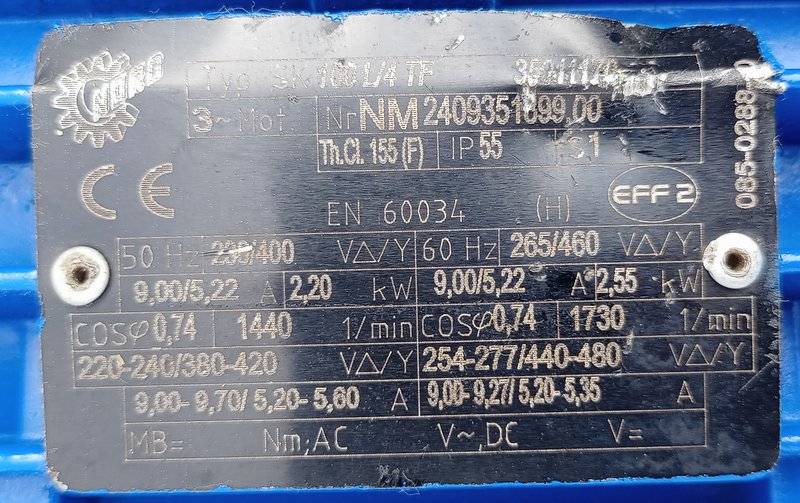 NORD
Typ SK 100 L/4 TF
3~Mot. Nr NM 2409351899.00
Th.Cl. 155 (F) IP 55 S1
085-0288
EN 60034 (H) EFF 2
CE
50 Hz 230/400 V△/Y 60 Hz 265/460 V△/Y
9,00/5,22 A 2,20 kW 9,00/5,22 A 2,55 kW
COSφ 0,74 1440 1/min COSφ 0,74 1730 1/min
220-240/380-420 V△/Y 254-277/440-480 V△/Y
9,00-9,70/5,20-5,60 A 9,00-9,27/5,20-5,35 A
MB= Nm,AC V~,DC V=